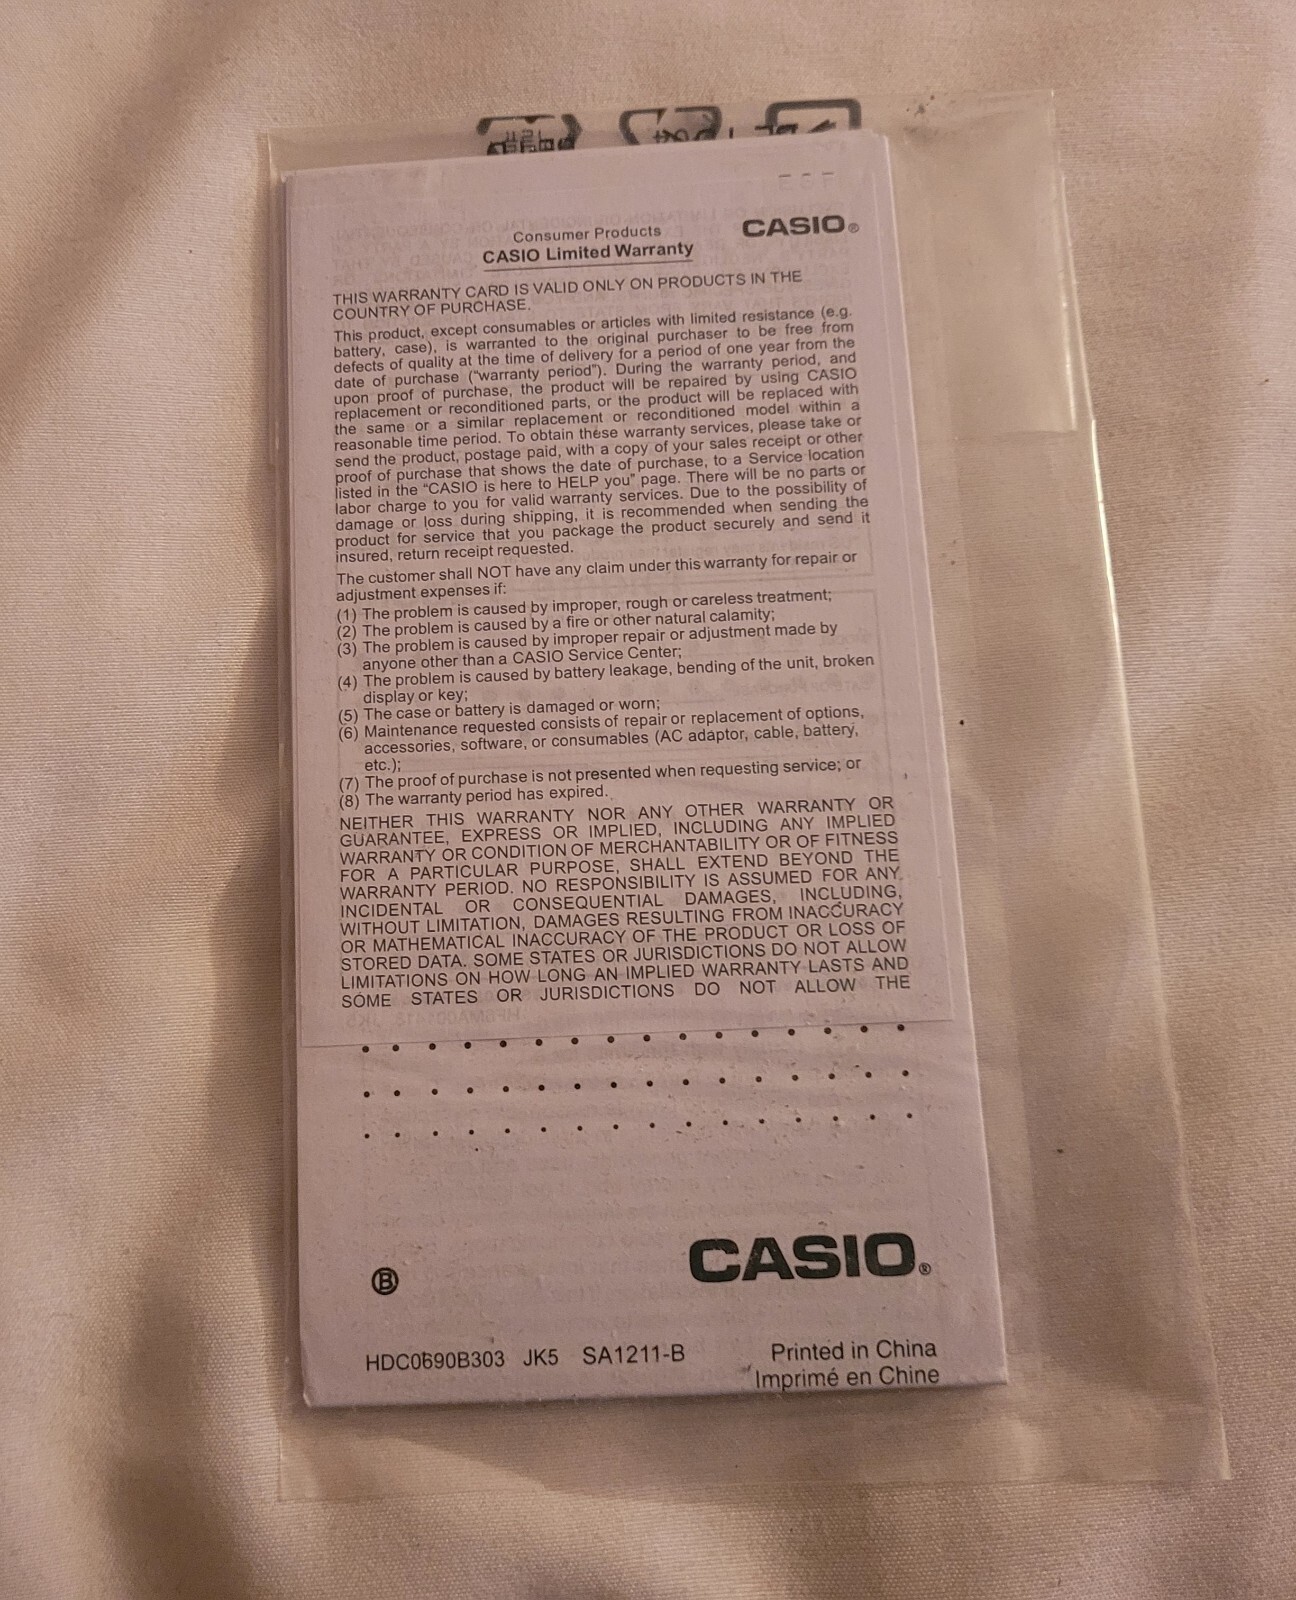 Consumer Products
CASIO®
CASIO Limited Warranty
THIS WARRANTY CARD IS VALID ONLY ON PRODUCTS IN THE
COUNTRY OF PURCHASE.
This product, except consumables or articles with limited resistance (e.g.
battery, case), is warranted to the original purchaser to be free from
defects of quality at the time of delivery for a period of one year from the
date of purchase (“warranty period”). During the warranty period, and
upon proof of purchase, the product will be repaired by using CASIO
replacement or reconditioned parts, or the product will be replaced with
the same or a similar replacement or reconditioned model within a
reasonable time period. To obtain these warranty services, please take or
send the product, postage paid, with a copy of your sales receipt or other
proof of purchase that shows the date of purchase, to a Service location
listed in the “CASIO is here to HELP you” page. There will be no parts or
labor charge to you for valid warranty services. Due to the possibility of
damage or loss during shipping, it is recommended when sending the
product for service that you package the product securely and send it
insured, return receipt requested.
The customer shall NOT have any claim under this warranty for repair or
adjustment expenses if:
(1) The problem is caused by improper, rough or careless treatment;
(2) The problem is caused by a fire or other natural calamity;
(3) The problem is caused by improper repair or adjustment made by
anyone other than a CASIO Service Center;
(4) The problem is caused by battery leakage, bending of the unit, broken
display or key;
(5) The case or battery is damaged or worn;
(6) Maintenance requested consists of repair or replacement of options,
accessories, software, or consumables (AC adaptor, cable, battery,
etc.);
(7) The proof of purchase is not presented when requesting service; or
(8) The warranty period has expired.
NEITHER THIS WARRANTY NOR ANY OTHER WARRANTY OR
GUARANTEE, EXPRESS OR IMPLIED, INCLUDING ANY IMPLIED
WARRANTY OR CONDITION OF MERCHANTABILITY OR OF FITNESS
FOR A PARTICULAR PURPOSE, SHALL EXTEND BEYOND THE
WARRANTY PERIOD. NO RESPONSIBILITY IS ASSUMED FOR ANY
INCIDENTAL OR CONSEQUENTIAL DAMAGES, INCLUDING,
WITHOUT LIMITATION, DAMAGES RESULTING FROM INACCURACY
OR MATHEMATICAL INACCURACY OF THE PRODUCT OR LOSS OF
STORED DATA. SOME STATES OR JURISDICTIONS DO NOT ALLOW
LIMITATIONS ON HOW LONG AN IMPLIED WARRANTY LASTS AND
SOME STATES OR JURISDICTIONS DO NOT ALLOW THE
Ⓑ
CASIO®
HDC0690B303 JK5 SA1211-B
Printed in China
Imprimé en Chine